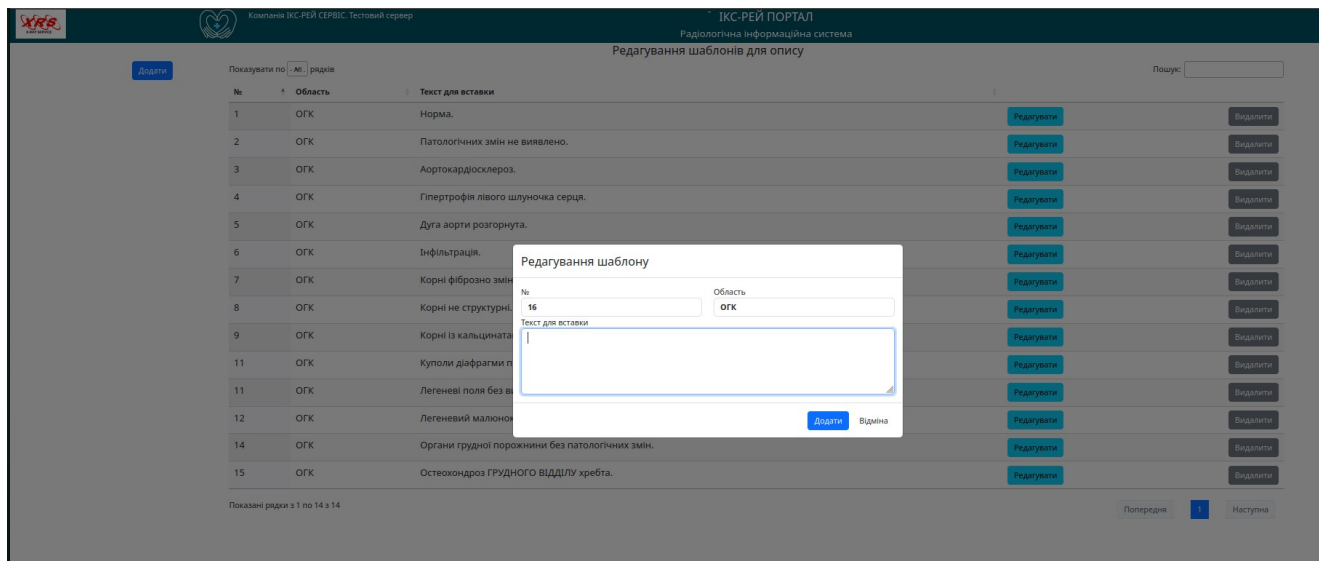 XRS
X-RAY SERVICE
Компанія ІКС-РЕЙ СЕРВІС. Тестовий сервер
ІКС-РЕЙ ПОРТАЛ
Радіологічна інформаційна система
Редагування шаблонів для опису
Додати
Показувати по - All - рядків
Пошук:
№ Область Текст для вставки
1 ОГК Норма. Редагувати Видалити
2 ОГК Патологічних змін не виявлено. Редагувати Видалити
3 ОГК Аортокардіосклероз. Редагувати Видалити
4 ОГК Гіпертрофія лівого шлуночка серця. Редагувати Видалити
5 ОГК Дуга аорти розгорнута. Редагувати Видалити
6 ОГК Інфільтрація. Редагувати Видалити
7 ОГК Корні фіброзно змін Редагувати Видалити
8 ОГК Корні не структурні. Редагувати Видалити
9 ОГК Корні із кальцината Редагувати Видалити
11 ОГК Куполи діафрагми п Редагувати Видалити
11 ОГК Легеневі поля без в Редагувати Видалити
12 ОГК Легеневий малюнок Редагувати Видалити
14 ОГК Органи грудної порожнини без патологічних змін. Редагувати Видалити
15 ОГК Остеохондроз ГРУДНОГО ВІДДІЛУ хребта. Редагувати Видалити
Редагування шаблону
№ Область
16 ОГК
Текст для вставки
Додати Відміна
Показані рядки з 1 по 14 з 14
Попередня 1 Наступна